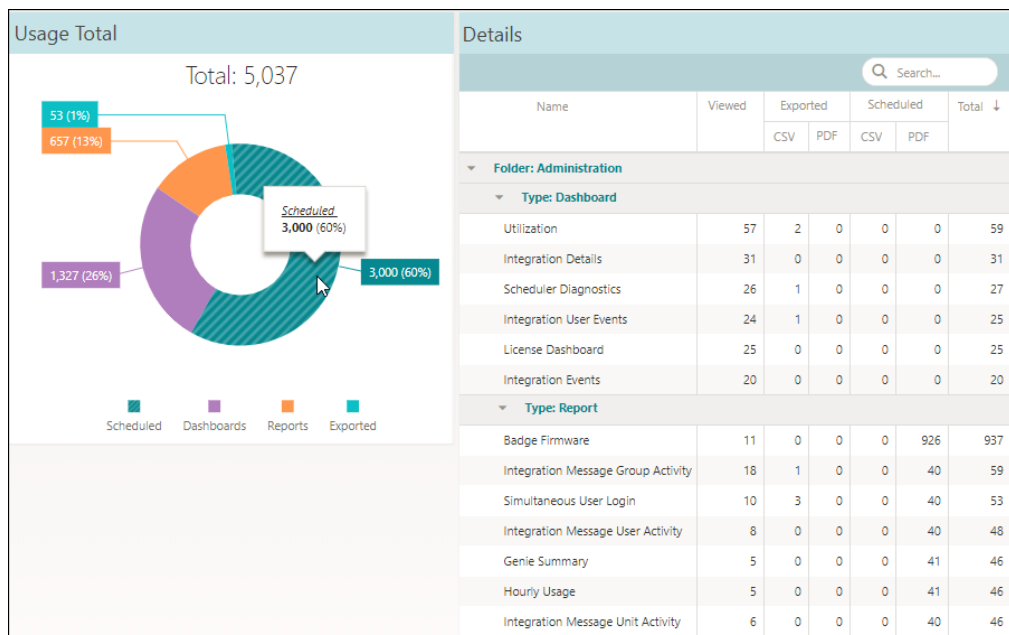 Usage Total
Total: 5,037
53 (1%)
657 (13%)
Scheduled
3,000 (60%)
1,327 (26%)
3,000 (60%)
Scheduled Dashboards Reports Exported
Details
Search...
Name Viewed Exported Scheduled Total ↓
CSV PDF CSV PDF
Folder: Administration
Type: Dashboard
Utilization 57 2 0 0 0 59
Integration Details 31 0 0 0 0 31
Scheduler Diagnostics 26 1 0 0 0 27
Integration User Events 24 1 0 0 0 25
License Dashboard 25 0 0 0 0 25
Integration Events 20 0 0 0 0 20
Type: Report
Badge Firmware 11 0 0 0 926 937
Integration Message Group Activity 18 1 0 0 40 59
Simultaneous User Login 10 3 0 0 40 53
Integration Message User Activity 8 0 0 0 40 48
Genie Summary 5 0 0 0 41 46
Hourly Usage 5 0 0 0 41 46
Integration Message Unit Activity 6 0 0 0 40 46